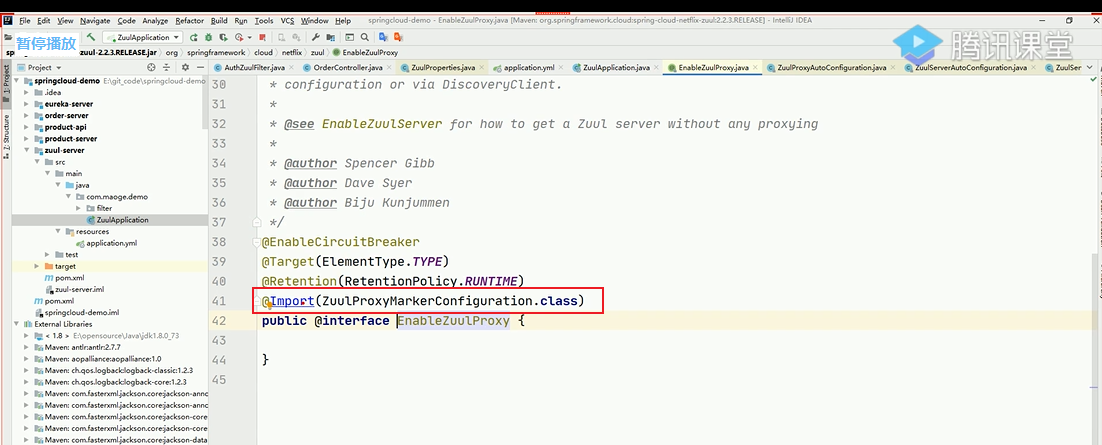 File Edit View Navigate Code Analyze Refactor Build Run Tools VCS Window Help springcloud-demo - EnableZuulProxy.java [Maven: org.springframework.cloud:spring-cloud-netflix-zuul:2.2.3.RELEASE] - IntelliJ IDEA
ZuulApplication
暂停播放
腾讯课堂
zuul-2.2.3.RELEASE.jar org springframework cloud netflix zuul EnableZuulProxy
Project
AuthZuulFilter.java OrderController.java ZuulProperties.java application.yml ZuulApplication.java EnableZuulProxy.java ZuulProxyAutoConfiguration.java ZuulServerAutoConfiguration.java ZuulSer
1: Project
Z: Structure
springcloud-demo E:\git_code\springcloud-demo
.idea
eureka-server
order-server
product-api
product-server
zuul-server
src
main
java
com.maoge.demo
filter
ZuulApplication
resources
application.yml
test
target
pom.xml
zuul-server.iml
pom.xml
springcloud-demo.iml
External Libraries
< 1.8 > E:\opensource\Java\jdk1.8.0_73
Maven: antlr:antlr:2.7.7
Maven: aopalliance:aopalliance:1.0
Maven: ch.qos.logback:logback-classic:1.2.3
Maven: ch.qos.logback:logback-core:1.2.3
Maven: com.fasterxml.jackson.core:jackson-anno
Maven: com.fasterxml.jackson.core:jackson-core
Maven: com.fasterxml.jackson.core:jackson-core
Maven: com.fasterxml.jackson.core:jackson-data
30 * configuration or via DiscoveryClient.
31 *
32 * @see EnableZuulServer for how to get a Zuul server without any proxying
33 *
34 * @author Spencer Gibb
35 * @author Dave Syer
36 * @author Biju Kunjummen
37 */
38 @EnableCircuitBreaker
39 @Target(ElementType.TYPE)
40 @Retention(RetentionPolicy.RUNTIME)
41 @Import(ZuulProxyMarkerConfiguration.class)
42 public @interface EnableZuulProxy {
43
44 }
45